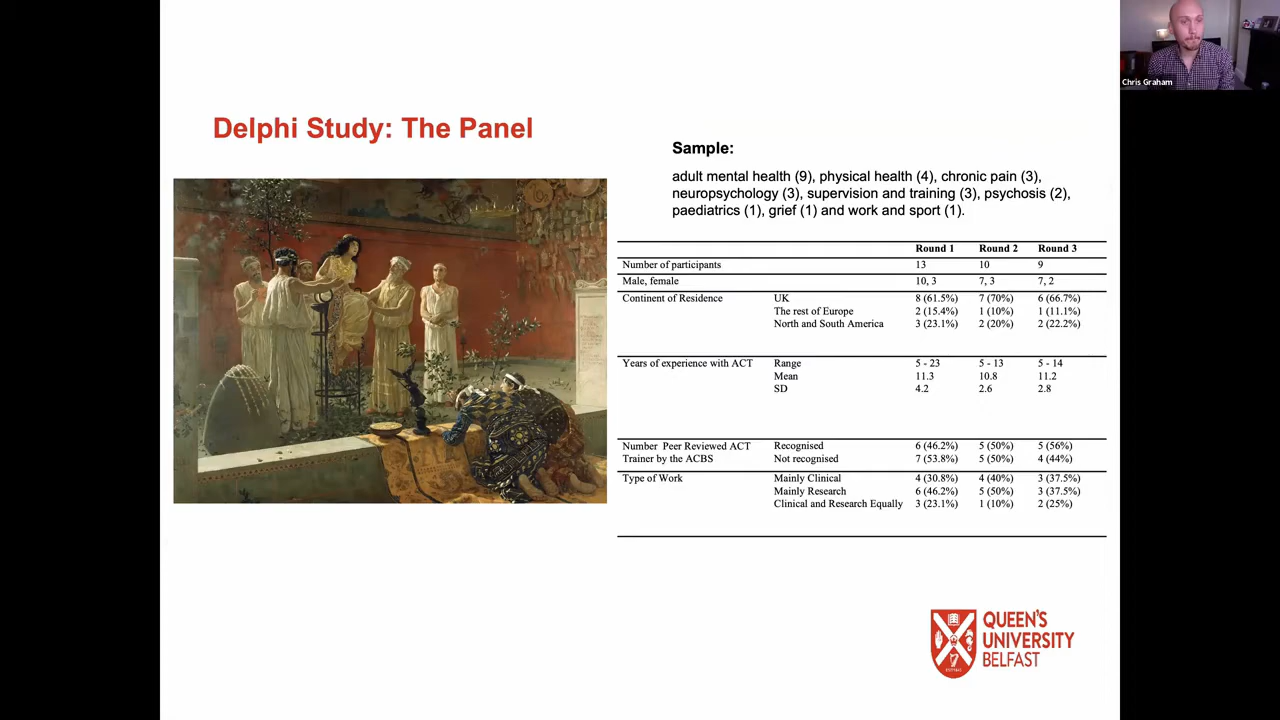 Chris Graham
Delphi Study: The Panel
Sample:
adult mental health (9), physical health (4), chronic pain (3),
neuropsychology (3), supervision and training (3), psychosis (2),
paediatrics (1), grief (1) and work and sport (1).
Round 1 Round 2 Round 3
Number of participants 13 10 9
Male, female 10, 3 7, 3 7, 2
Continent of Residence UK 8 (61.5%) 7 (70%) 6 (66.7%)
The rest of Europe 2 (15.4%) 1 (10%) 1 (11.1%)
North and South America 3 (23.1%) 2 (20%) 2 (22.2%)
Years of experience with ACT Range 5 - 23 5 - 13 5 - 14
Mean 11.3 10.8 11.2
SD 4.2 2.6 2.8
Number Peer Reviewed ACT Recognised 6 (46.2%) 5 (50%) 5 (56%)
Trainer by the ACBS Not recognised 7 (53.8%) 5 (50%) 4 (44%)
Type of Work Mainly Clinical 4 (30.8%) 4 (40%) 3 (37.5%)
Mainly Research 6 (46.2%) 5 (50%) 3 (37.5%)
Clinical and Research Equally 3 (23.1%) 1 (10%) 2 (25%)
QUEEN'S
UNIVERSITY
BELFAST